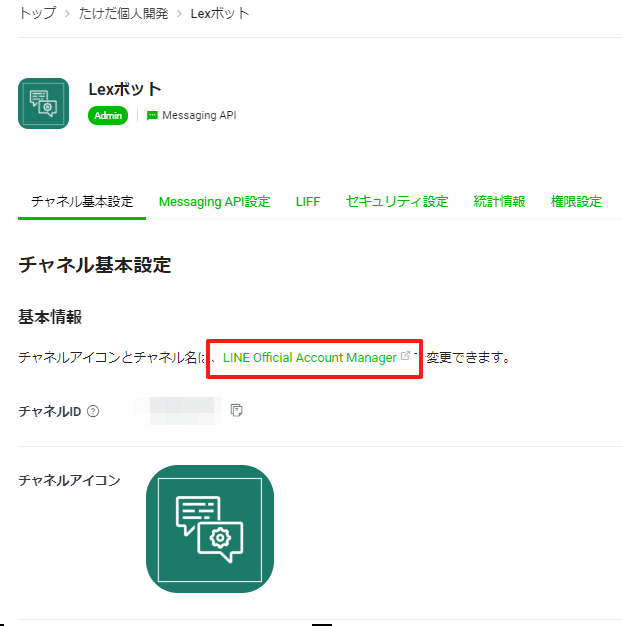 トップ > たけだ個人開発 > Lexボット
Lexボット
Admin Messaging API
チャネル基本設定 Messaging API設定 LIFF セキュリティ設定 統計情報 権限設定
チャネル基本設定
基本情報
チャネルアイコンとチャネル名は、LINE Official Account Manager 変更できます。
チャネルID
チャネルアイコン